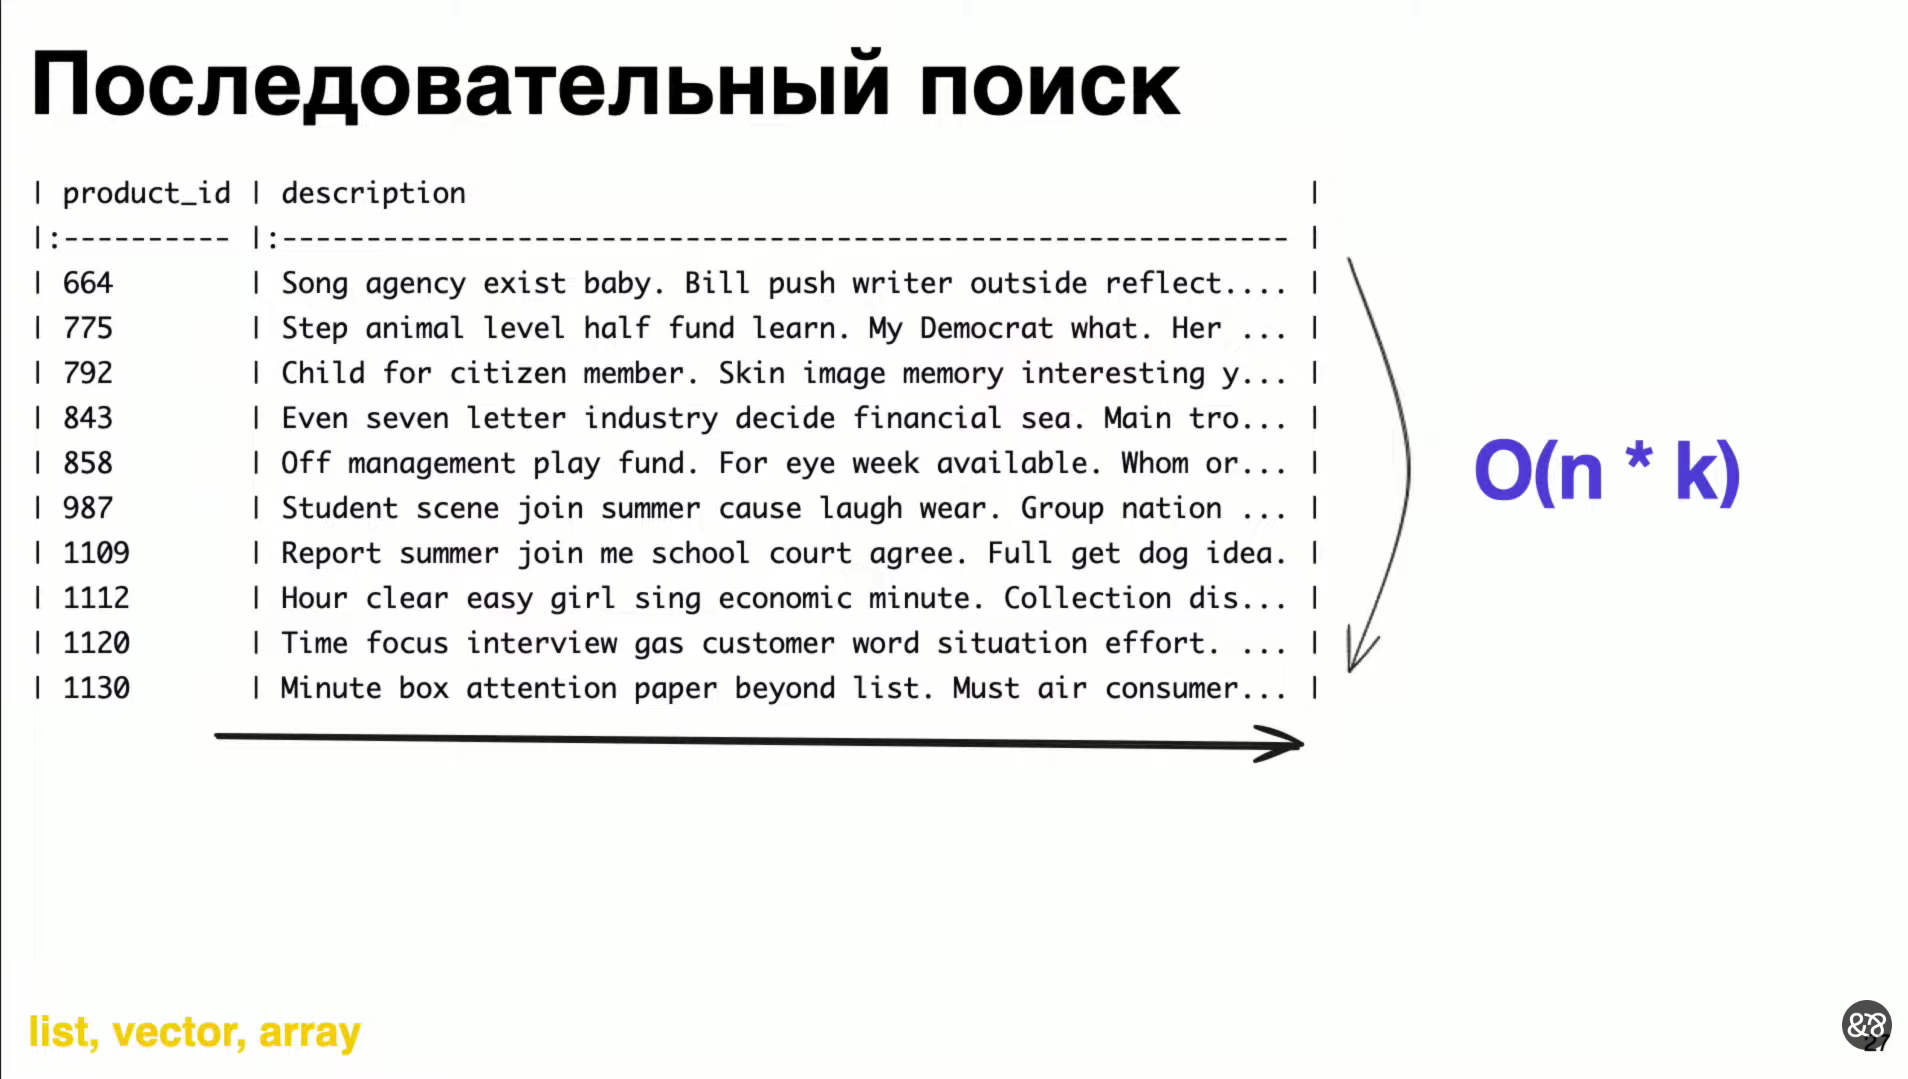 Последовательный поиск
| product_id | description |
|:---------- |:------------------------------------------------------------ |
| 664 | Song agency exist baby. Bill push writer outside reflect.... |
| 775 | Step animal level half fund learn. My Democrat what. Her ... |
| 792 | Child for citizen member. Skin image memory interesting y... |
| 843 | Even seven letter industry decide financial sea. Main tro... |
| 858 | Off management play fund. For eye week available. Whom or... |
| 987 | Student scene join summer cause laugh wear. Group nation ... |
| 1109 | Report summer join me school court agree. Full get dog idea. |
| 1112 | Hour clear easy girl sing economic minute. Collection dis... |
| 1120 | Time focus interview gas customer word situation effort. ... |
| 1130 | Minute box attention paper beyond list. Must air consumer... |
O(n * k)
list, vector, array
27